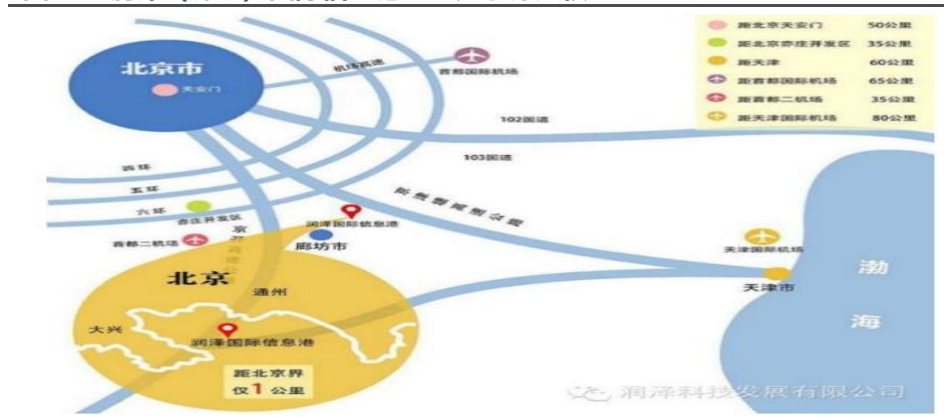 北京市
天安门
机场高速
首都国际机场
距北京天安门 50公里
距北京亦庄开发区 35公里
距天津 60公里
距首都国际机场 65公里
距首都二机场 35公里
距天津国际机场 80公里
102国道
103国道
四环
五环
六环
亦庄开发区
润泽国际信息港
首都二机场
廊坊市
天津国际机场
天津市
渤海
北京
通州
大兴
润泽国际信息港
距北京界
仅1公里
润泽科技发展有限公司